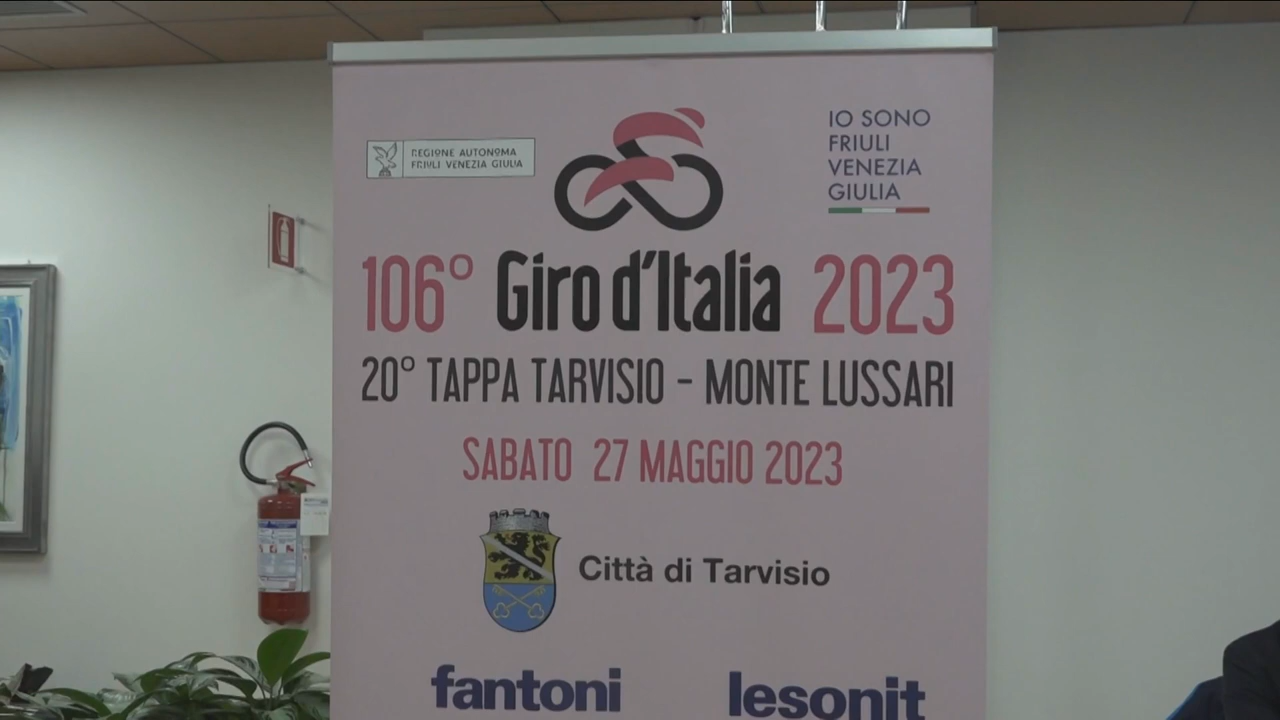 REGIONE AUTONOMA
FRIULI VENEZIA GIULIA
IO SONO
FRIULI
VENEZIA
GIULIA
106° Giro d'Italia 2023
20° TAPPA TARVISIO - MONTE LUSSARI
SABATO 27 MAGGIO 2023
Città di Tarvisio
fantoni
lesonit